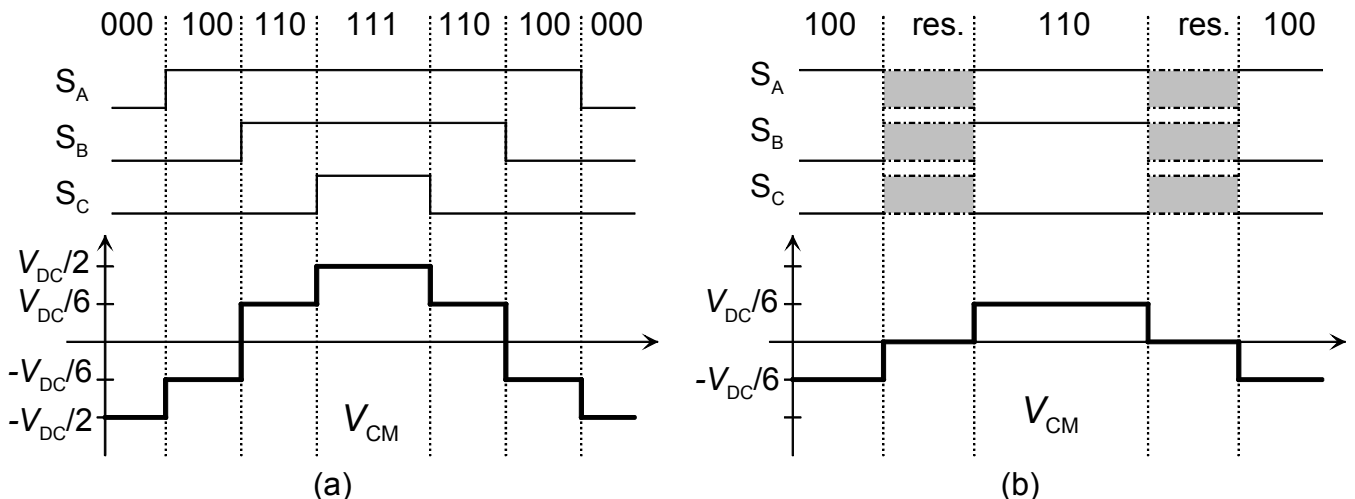 000 100 110 111 110 100 000
S_A
S_B
S_C
V_DC/2
V_DC/6
-V_DC/6
-V_DC/2
V_CM
(a)
100 res. 110 res. 100
S_A
S_B
S_C
V_DC/6
-V_DC/6
V_CM
(b)